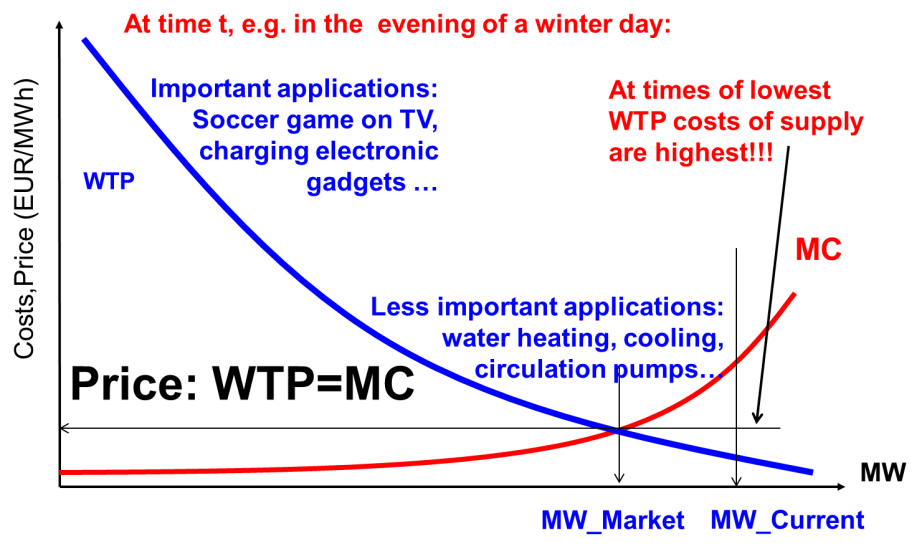 At time t, e.g. in the evening of a winter day:
Costs,Price (EUR/MWh)
Important applications:
Soccer game on TV,
charging electronic
gadgets …
At times of lowest
WTP costs of supply
are highest!!!
WTP
MC
Less important applications:
water heating, cooling,
circulation pumps…
Price: WTP=MC
MW
MW_Market
MW_Current